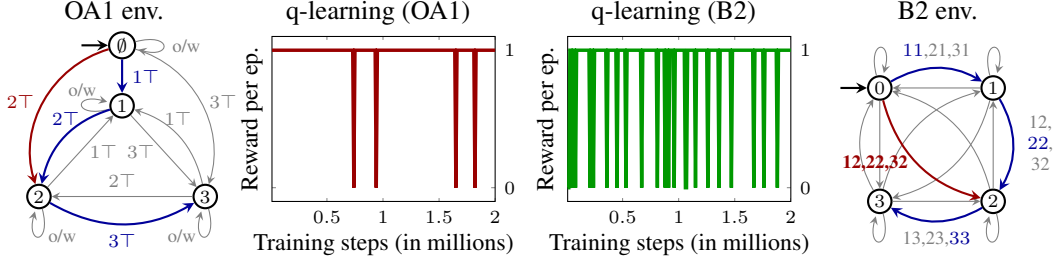 OA1 env.
∅
o/w
1⊤
2⊤
3⊤
o/w
1
2⊤
1⊤
1⊤
3⊤
2⊤
2
3
o/w
o/w
3⊤
q-learning (OA1)
Reward per ep.
1
0
0.5
1
1.5
2
Training steps (in millions)
q-learning (B2)
Reward per ep.
1
0
0.5
1
1.5
2
Training steps (in millions)
B2 env.
11,21,31
0
1
12,
22,
32
12,22,32
3
2
13,23,33